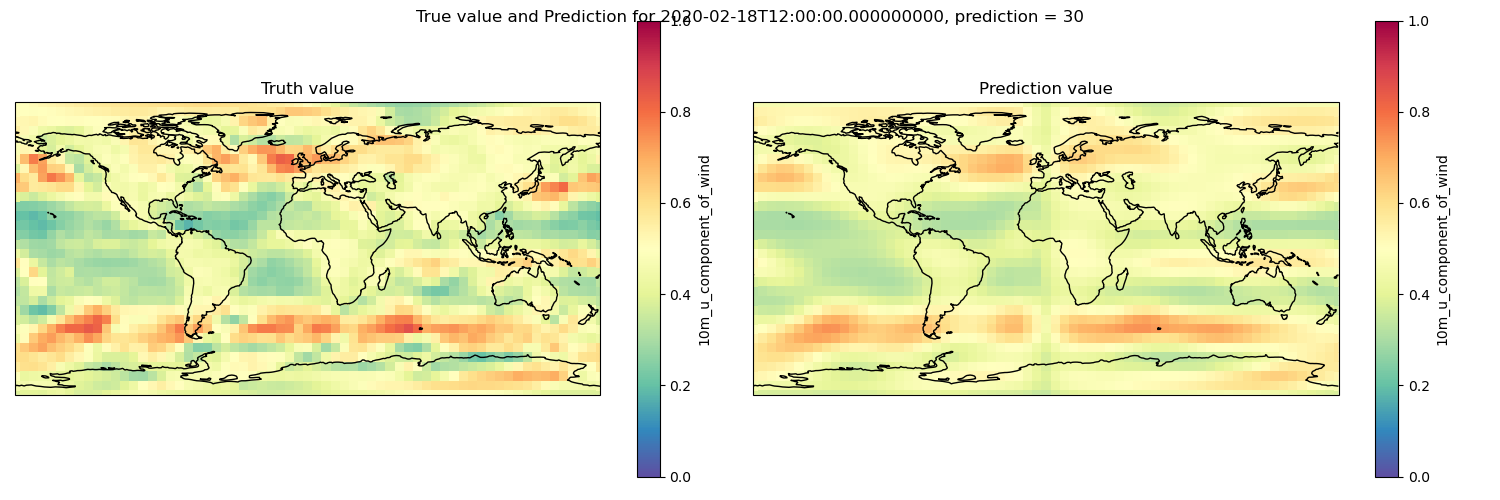 True value and Prediction for 2020-02-18T12:00:00.000000000, prediction = 30
Truth value
Prediction value
1.0
0.8
0.6
0.4
0.2
0.0
10m_u_component_of_wind
1.0
0.8
0.6
0.4
0.2
0.0
10m_u_component_of_wind